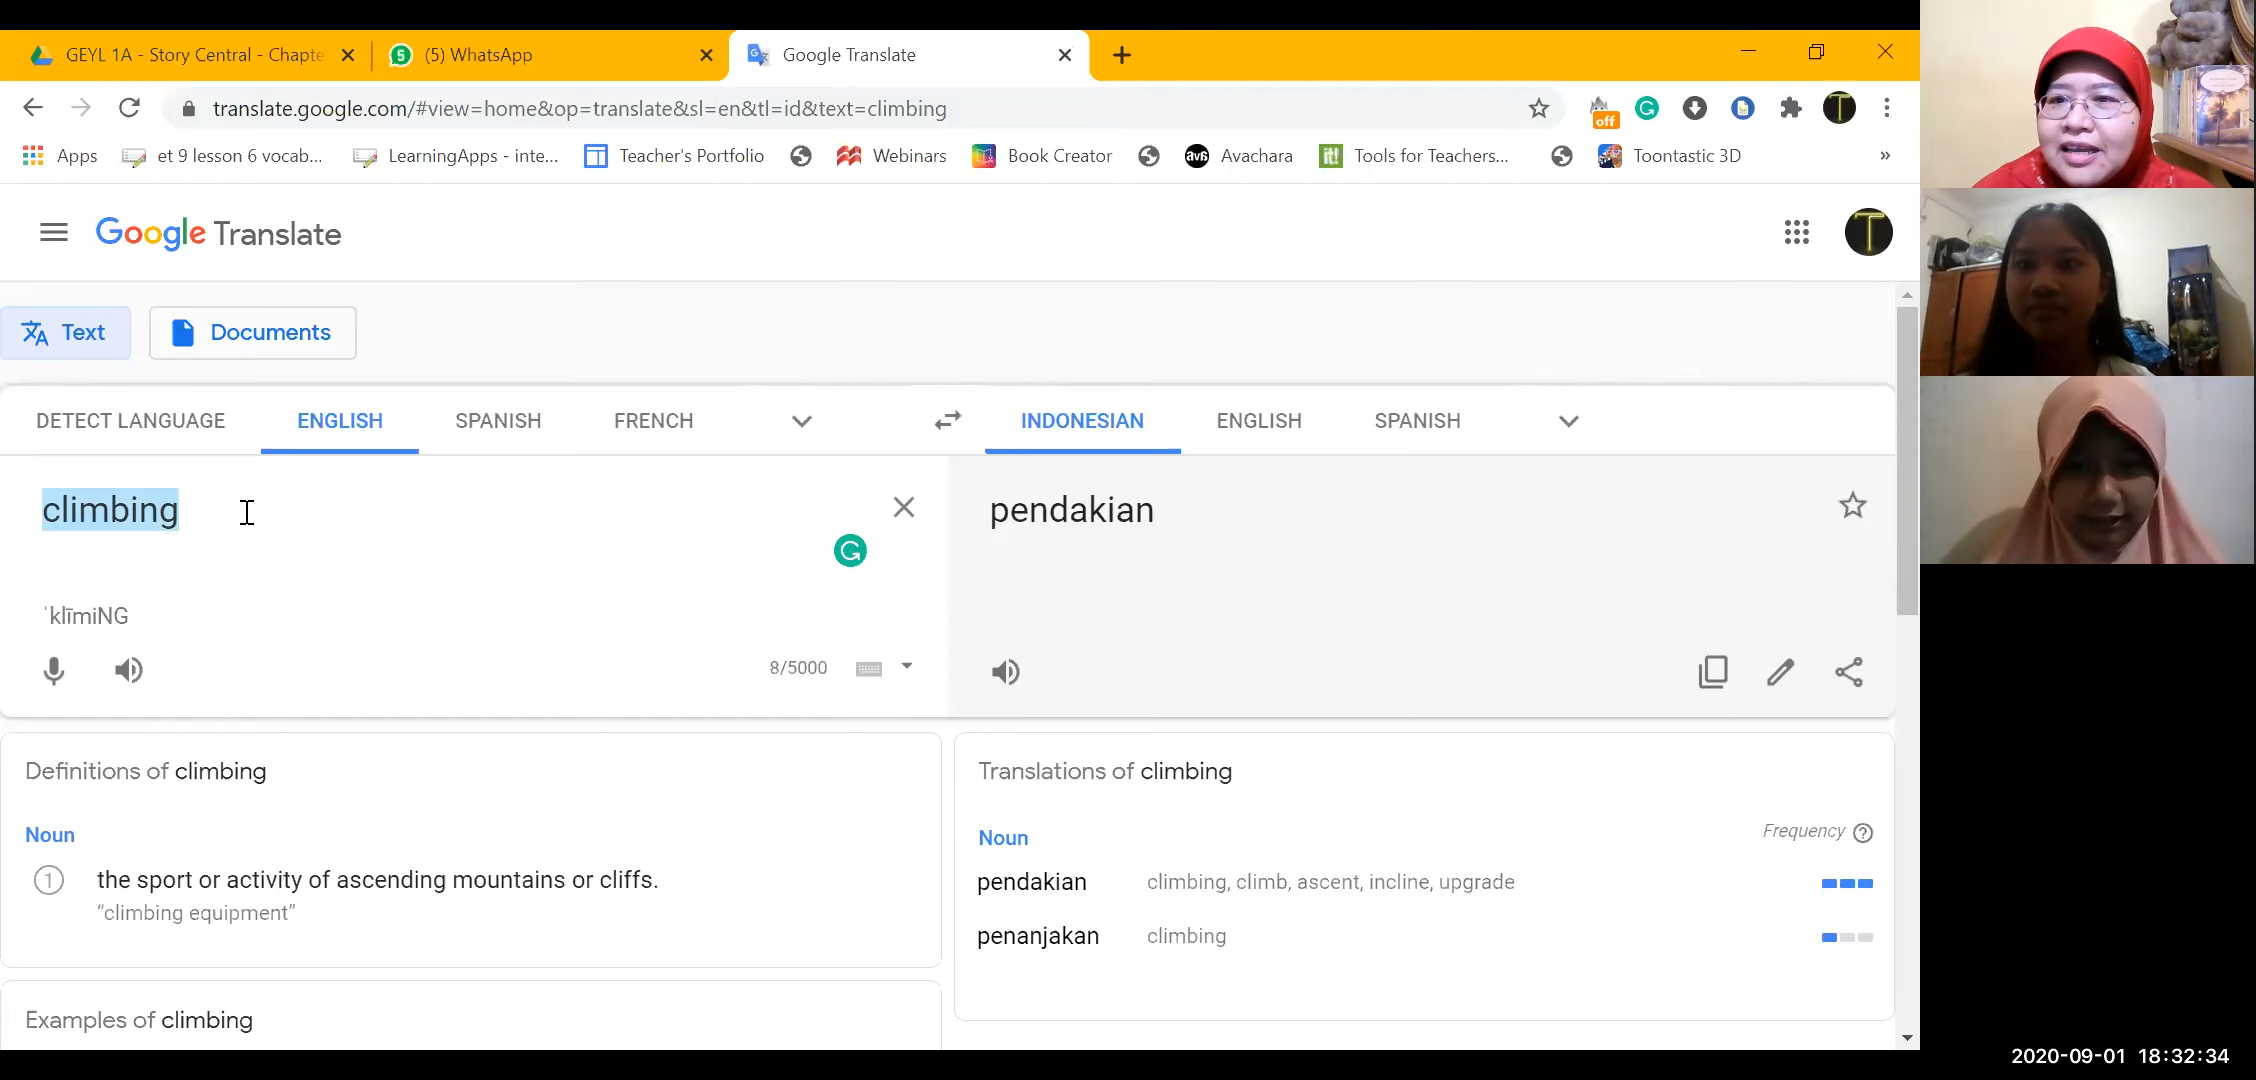 GEYL 1A - Story Central - Chapte
(5) WhatsApp
Google Translate
translate.google.com/#view=home&op=translate&sl=en&tl=id&text=climbing
off
T
Apps
et 9 lesson 6 vocab...
LearningApps - inte...
Teacher's Portfolio
Webinars
Book Creator
Avachara
Tools for Teachers...
Toontastic 3D
»
Google Translate
T
Text
Documents
DETECT LANGUAGE
ENGLISH
SPANISH
FRENCH
INDONESIAN
ENGLISH
SPANISH
climbing
pendakian
ˈklīmiNG
8/5000
Definitions of climbing
Noun
1 the sport or activity of ascending mountains or cliffs.
“climbing equipment”
Examples of climbing
Translations of climbing
Noun
Frequency
pendakian climbing, climb, ascent, incline, upgrade
penanjakan climbing
2020-09-01 18:32:34